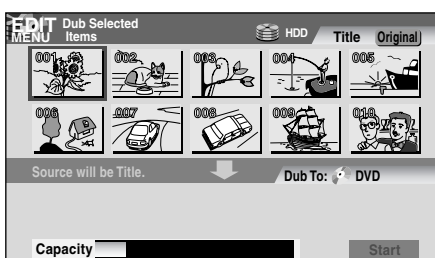 EDIT MENU Dub Selected Items HDD Title Original
001 002 003 004 005
006 007 008 009 010
Source will be Title. Dub To: DVD
Capacity Start